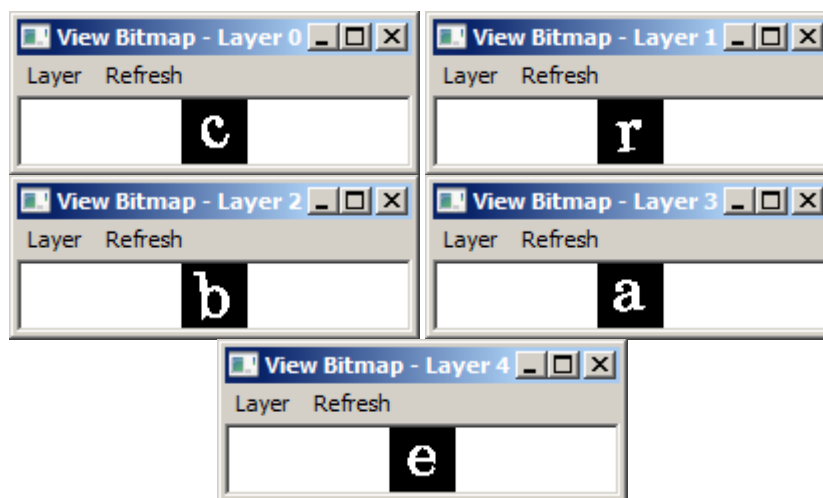 View Bitmap - Layer 0
Layer Refresh
c
View Bitmap - Layer 1
Layer Refresh
r
View Bitmap - Layer 2
Layer Refresh
b
View Bitmap - Layer 3
Layer Refresh
a
View Bitmap - Layer 4
Layer Refresh
e